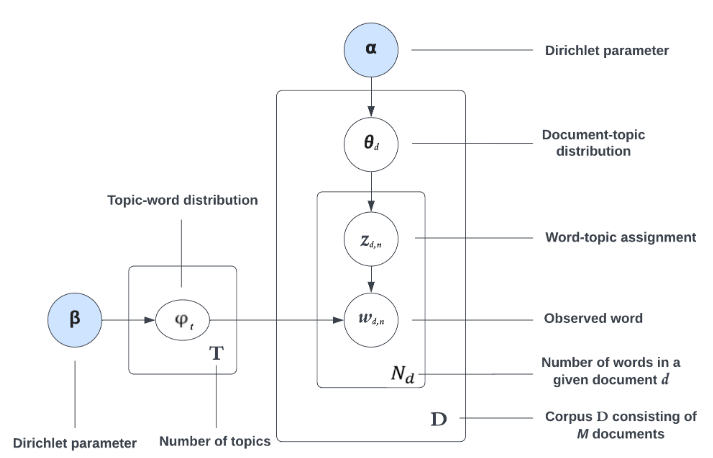 α
Dirichlet parameter
θd
Document-topic
distribution
Topic-word distribution
zd,n
Word-topic assignment
β
φt
wd,n
Observed word
T
Nd
Number of words in a
given document d
D
Corpus D consisting of
M documents
Dirichlet parameter
Number of topics